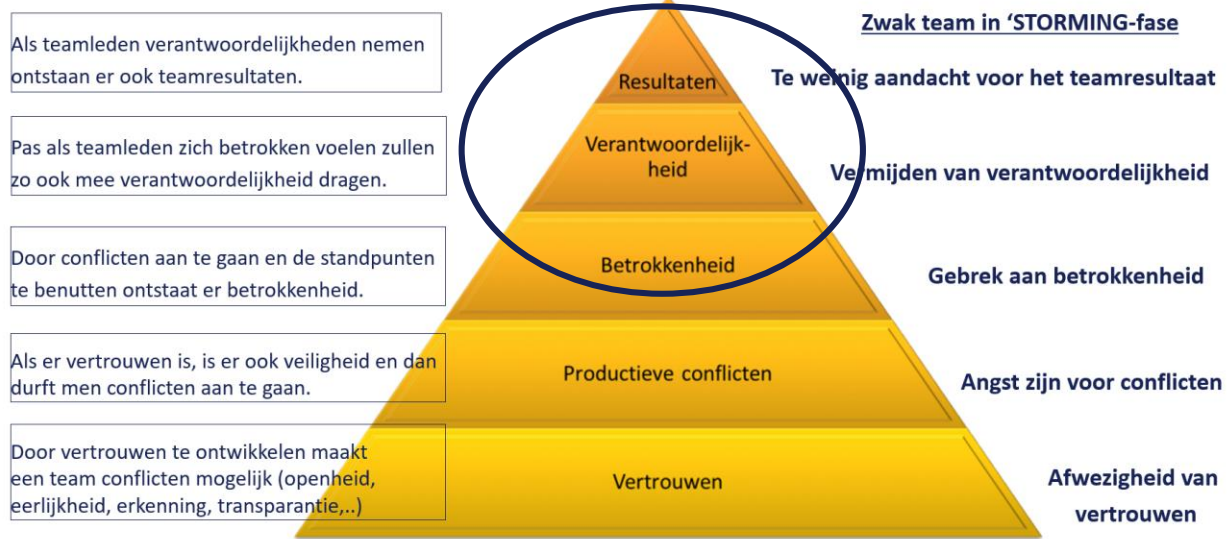 Zwak team in ‘STORMING-fase
Als teamleden verantwoordelijkheden nemen
ontstaan er ook teamresultaten.
Resultaten
Te weinig aandacht voor het teamresultaat
Pas als teamleden zich betrokken voelen zullen
zo ook mee verantwoordelijkheid dragen.
Verantwoordelijk-
heid
Vermijden van verantwoordelijkheid
Door conflicten aan te gaan en de standpunten
te benutten ontstaat er betrokkenheid.
Betrokkenheid
Gebrek aan betrokkenheid
Als er vertrouwen is, is er ook veiligheid en dan
durft men conflicten aan te gaan.
Productieve conflicten
Angst zijn voor conflicten
Door vertrouwen te ontwikkelen maakt
een team conflicten mogelijk (openheid,
eerlijkheid, erkenning, transparantie,..)
Vertrouwen
Afwezigheid van
vertrouwen